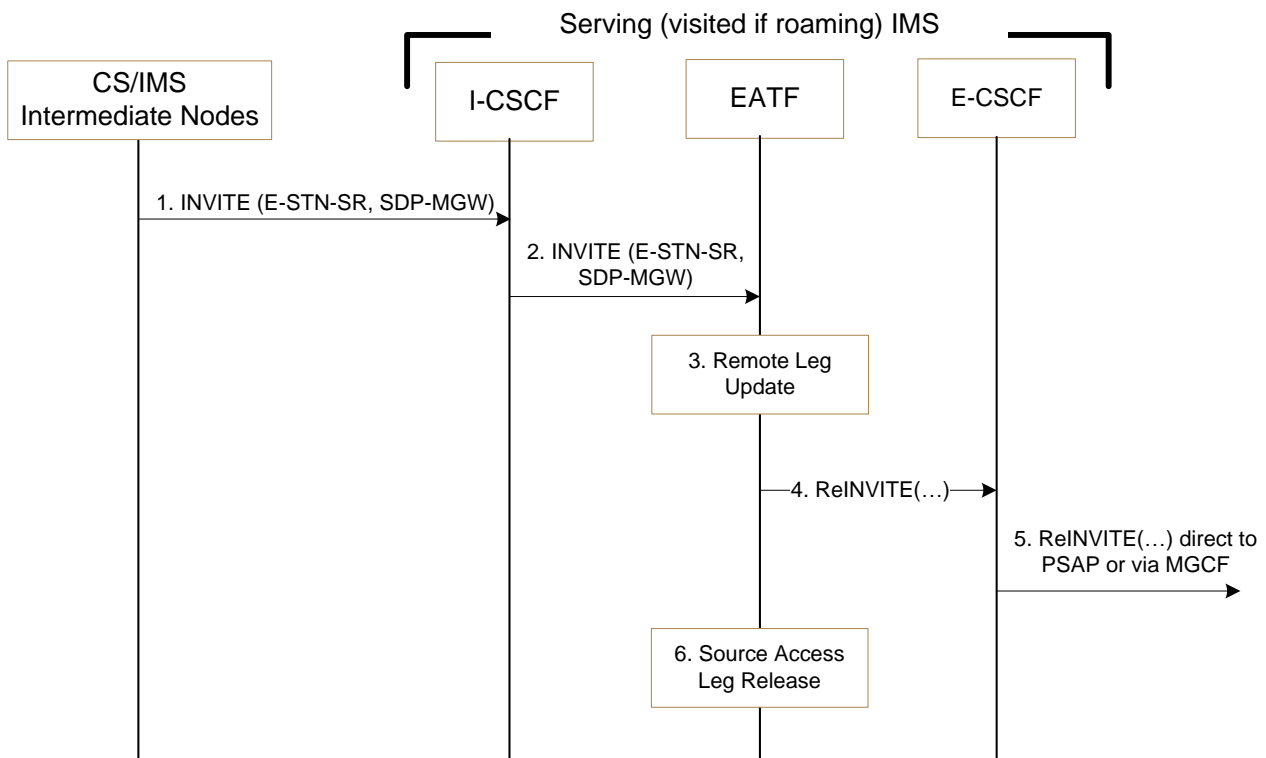 Serving (visited if roaming) IMS
CS/IMS
Intermediate Nodes
I-CSCF
EATF
E-CSCF
1. INVITE (E-STN-SR, SDP-MGW)
2. INVITE (E-STN-SR,
SDP-MGW)
3. Remote Leg
Update
4. ReINVITE(…)
5. ReINVITE(…) direct to
PSAP or via MGCF
6. Source Access
Leg Release